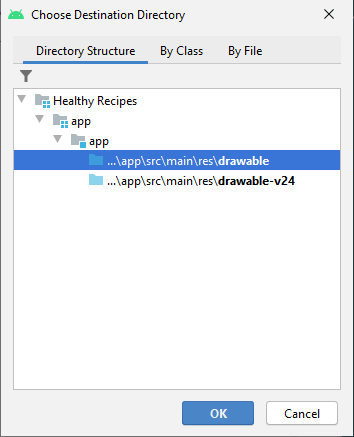 Choose Destination Directory
Directory Structure By Class By File
Healthy Recipes
app
app
...\app\src\main\res\drawable
...\app\src\main\res\drawable-v24
OK Cancel